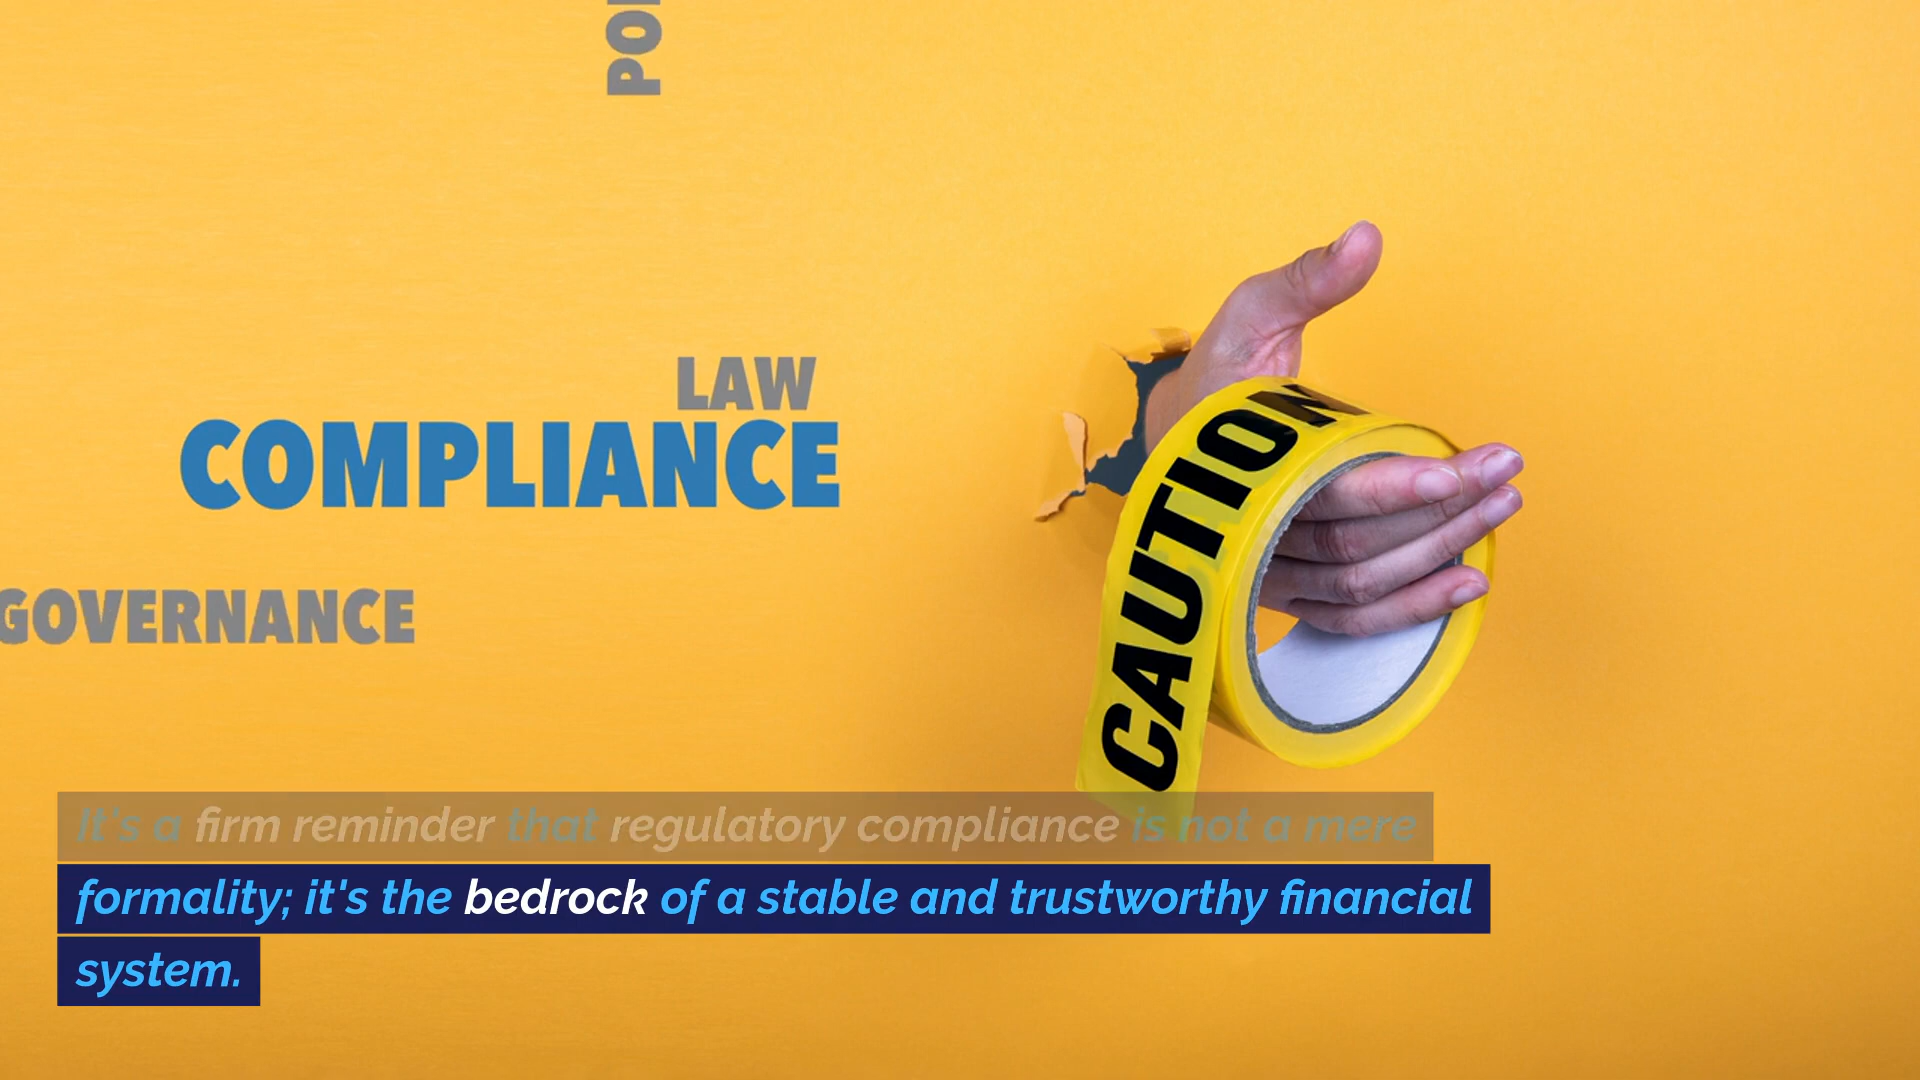 PO
LAW
COMPLIANCE
GOVERNANCE
CAUTION
It's a firm reminder that regulatory compliance is not a mere
formality; it's the bedrock of a stable and trustworthy financial
system.